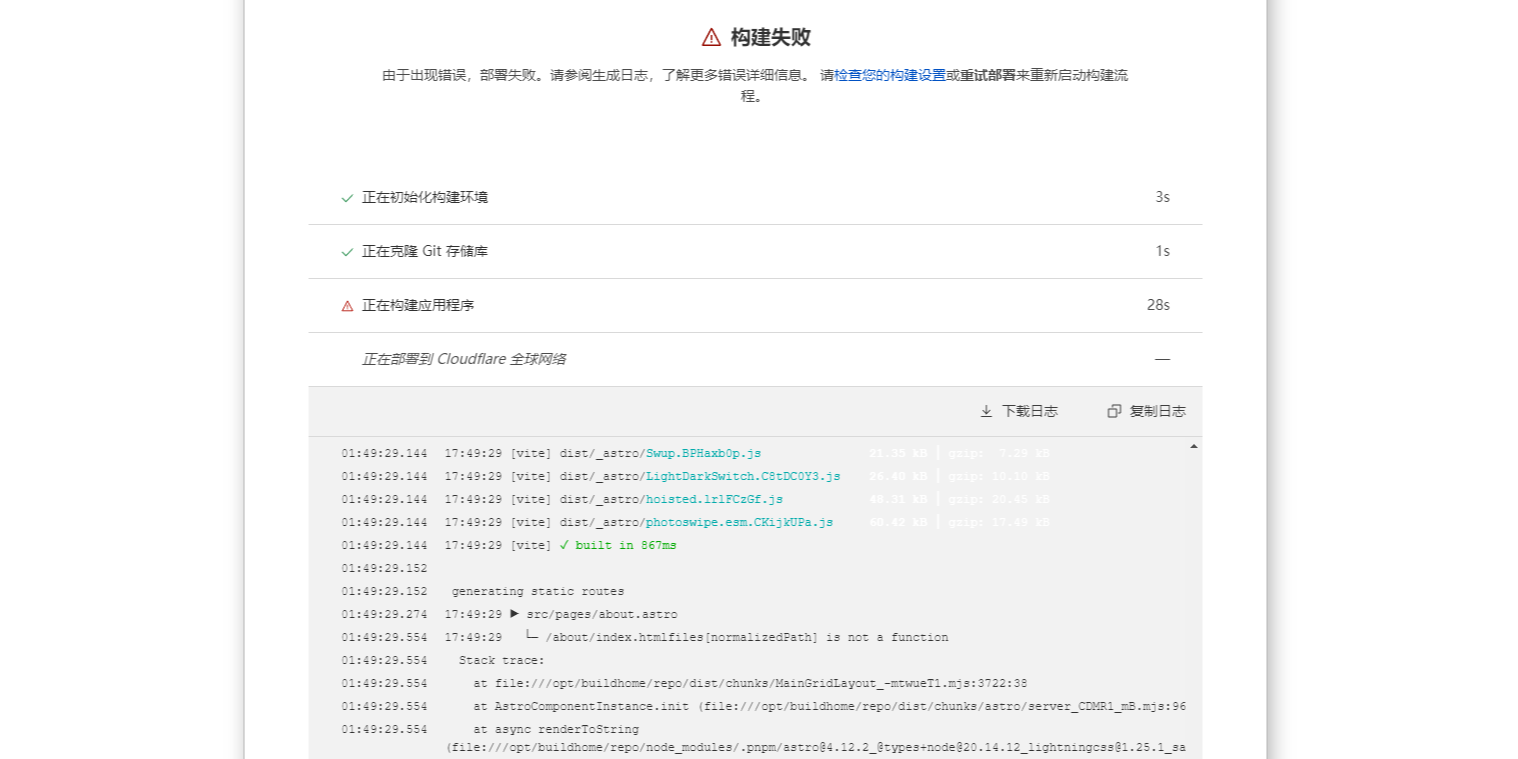 构建失败
由于出现错误，部署失败。请参阅生成日志，了解更多错误详细信息。 请检查您的构建设置或重试部署来重新启动构建流
程。
正在初始化构建环境 3s
正在克隆 Git 存储库 1s
正在构建应用程序 28s
正在部署到 Cloudflare 全球网络 —
下载日志 复制日志
01:49:29.144 17:49:29 [vite] dist/_astro/Swup.BPHaxb0p.js 21.35 kB │ gzip: 7.29 kB
01:49:29.144 17:49:29 [vite] dist/_astro/LightDarkSwitch.C8tDC0Y3.js 26.40 kB │ gzip: 10.10 kB
01:49:29.144 17:49:29 [vite] dist/_astro/hoisted.lrlFCzGf.js 48.31 kB │ gzip: 20.45 kB
01:49:29.144 17:49:29 [vite] dist/_astro/photoswipe.esm.CKijkUPa.js 60.42 kB │ gzip: 17.49 kB
01:49:29.144 17:49:29 [vite] ✓ built in 867ms
01:49:29.152
01:49:29.152 generating static routes
01:49:29.274 17:49:29 ▶ src/pages/about.astro
01:49:29.554 17:49:29 └─ /about/index.htmlfiles[normalizedPath] is not a function
01:49:29.554 Stack trace:
01:49:29.554 at file:///opt/buildhome/repo/dist/chunks/MainGridLayout_-mtwueT1.mjs:3722:38
01:49:29.554 at AstroComponentInstance.init (file:///opt/buildhome/repo/dist/chunks/astro/server_CDMR1_mB.mjs:96
01:49:29.554 at async renderToString
(file:///opt/buildhome/repo/node_modules/.pnpm/astro@4.12.2_@types+node@20.14.12_lightningcss@1.25.1_sa